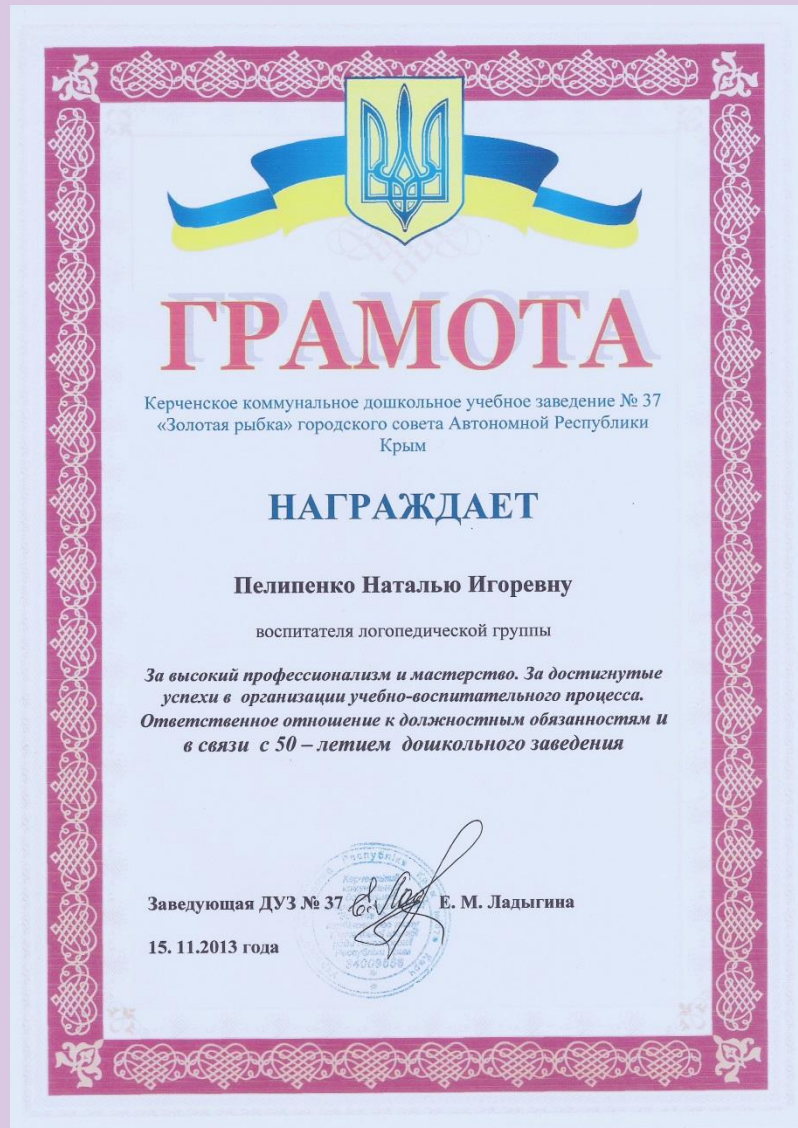 ГРАМОТА
Керченское коммунальное дошкольное учебное заведение № 37
«Золотая рыбка» городского совета Автономной Республики
Крым
НАГРАЖДАЕТ
Пелипенко Наталью Игоревну
воспитателя логопедической группы
За высокий профессионализм и мастерство. За достигнутые
успехи в организации учебно-воспитательного процесса.
Ответственное отношение к должностным обязанностям и
в связи с 50 – летием дошкольного заведения
Заведующая ДУЗ № 37 Е. М. Ладыгина
15. 11.2013 года